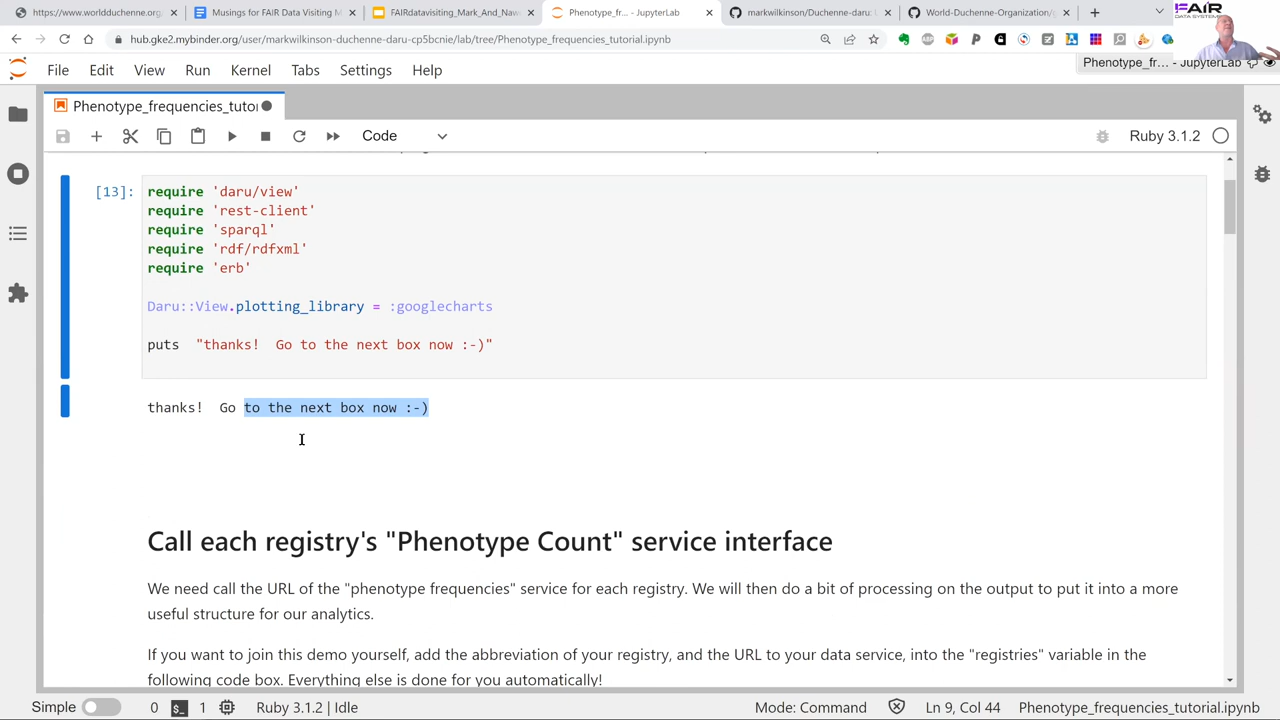 https://www.worldduchenne.org
Musings for FAIR Data Visiting M
FAIRdatavisiting_Mark_And_Nav
Phenotype_fr... - JupyterLab
markwilkinson/Duchenne-daru:
World-Duchenne-Organization/
FAIR
DATA SYSTEMS
hub.gke2.mybinder.org/user/markwilkinson-duchenne-daru-cp5bcnie/lab/tree/Phenotype_frequencies_tutorial.ipynb
Phenotype_fr... - JupyterLab
File Edit View Run Kernel Tabs Settings Help
Phenotype_frequencies_tutor
Code
Ruby 3.1.2
[13]:
require 'daru/view'
require 'rest-client'
require 'sparql'
require 'rdf/rdfxml'
require 'erb'
Daru::View.plotting_library = :googlecharts
puts "thanks! Go to the next box now :-)"
thanks! Go to the next box now :-)
Call each registry's "Phenotype Count" service interface
We need call the URL of the "phenotype frequencies" service for each registry. We will then do a bit of processing on the output to put it into a more
useful structure for our analytics.
If you want to join this demo yourself, add the abbreviation of your registry, and the URL to your data service, into the "registries" variable in the
following code box. Everything else is done for you automatically!
Simple 0 1 Ruby 3.1.2 | Idle Mode: Command Ln 9, Col 44 Phenotype_frequencies_tutorial.ipynb